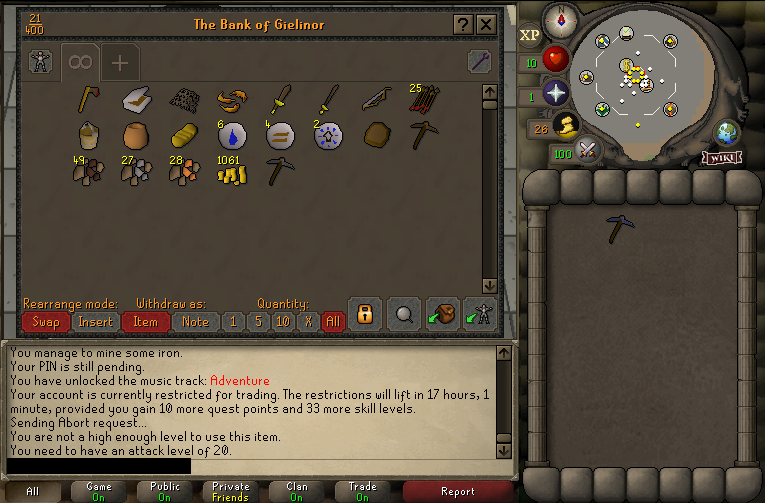 21
400
The Bank of Gielinor
?
XP
10
1
26
100
WIKI
25
6
4
2
49
27
28
1061
Rearrange mode:
Withdraw as:
Quantity:
Swap
Insert
Item
Note
1
5
10
X
All
You manage to mine some iron.
Your PIN is still pending.
You have unlocked the music track: Adventure
Your account is currently restricted for trading. The restrictions will lift in 17 hours, 1
minute, provided you gain 10 more quest points and 33 more skill levels.
Sending Abort request...
You are not a high enough level to use this item.
You need to have an attack level of 20.
All
Game
On
Public
On
Private
Friends
Clan
On
Trade
On
Report